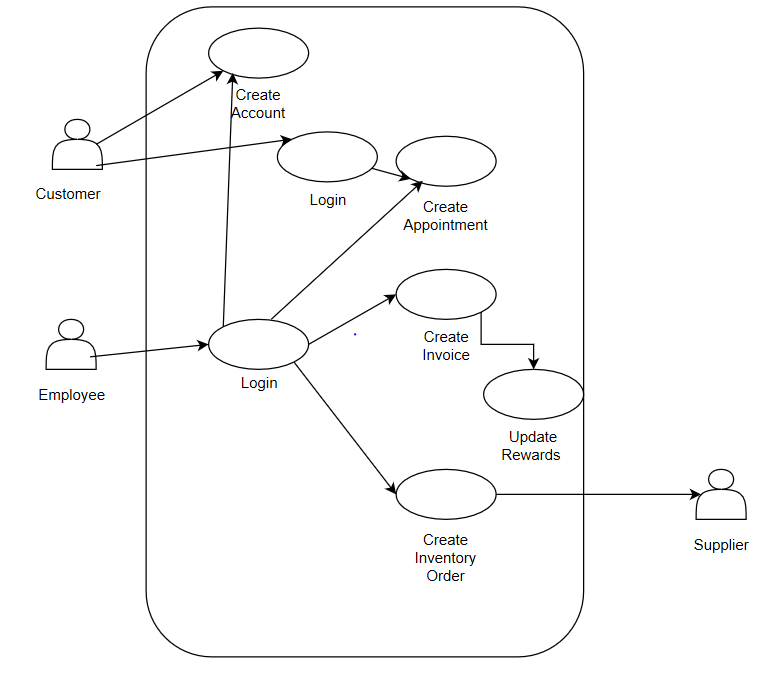 Create
Account
Customer
Login
Create
Appointment
Create
Invoice
Employee
Login
Update
Rewards
Create
Inventory
Order
Supplier